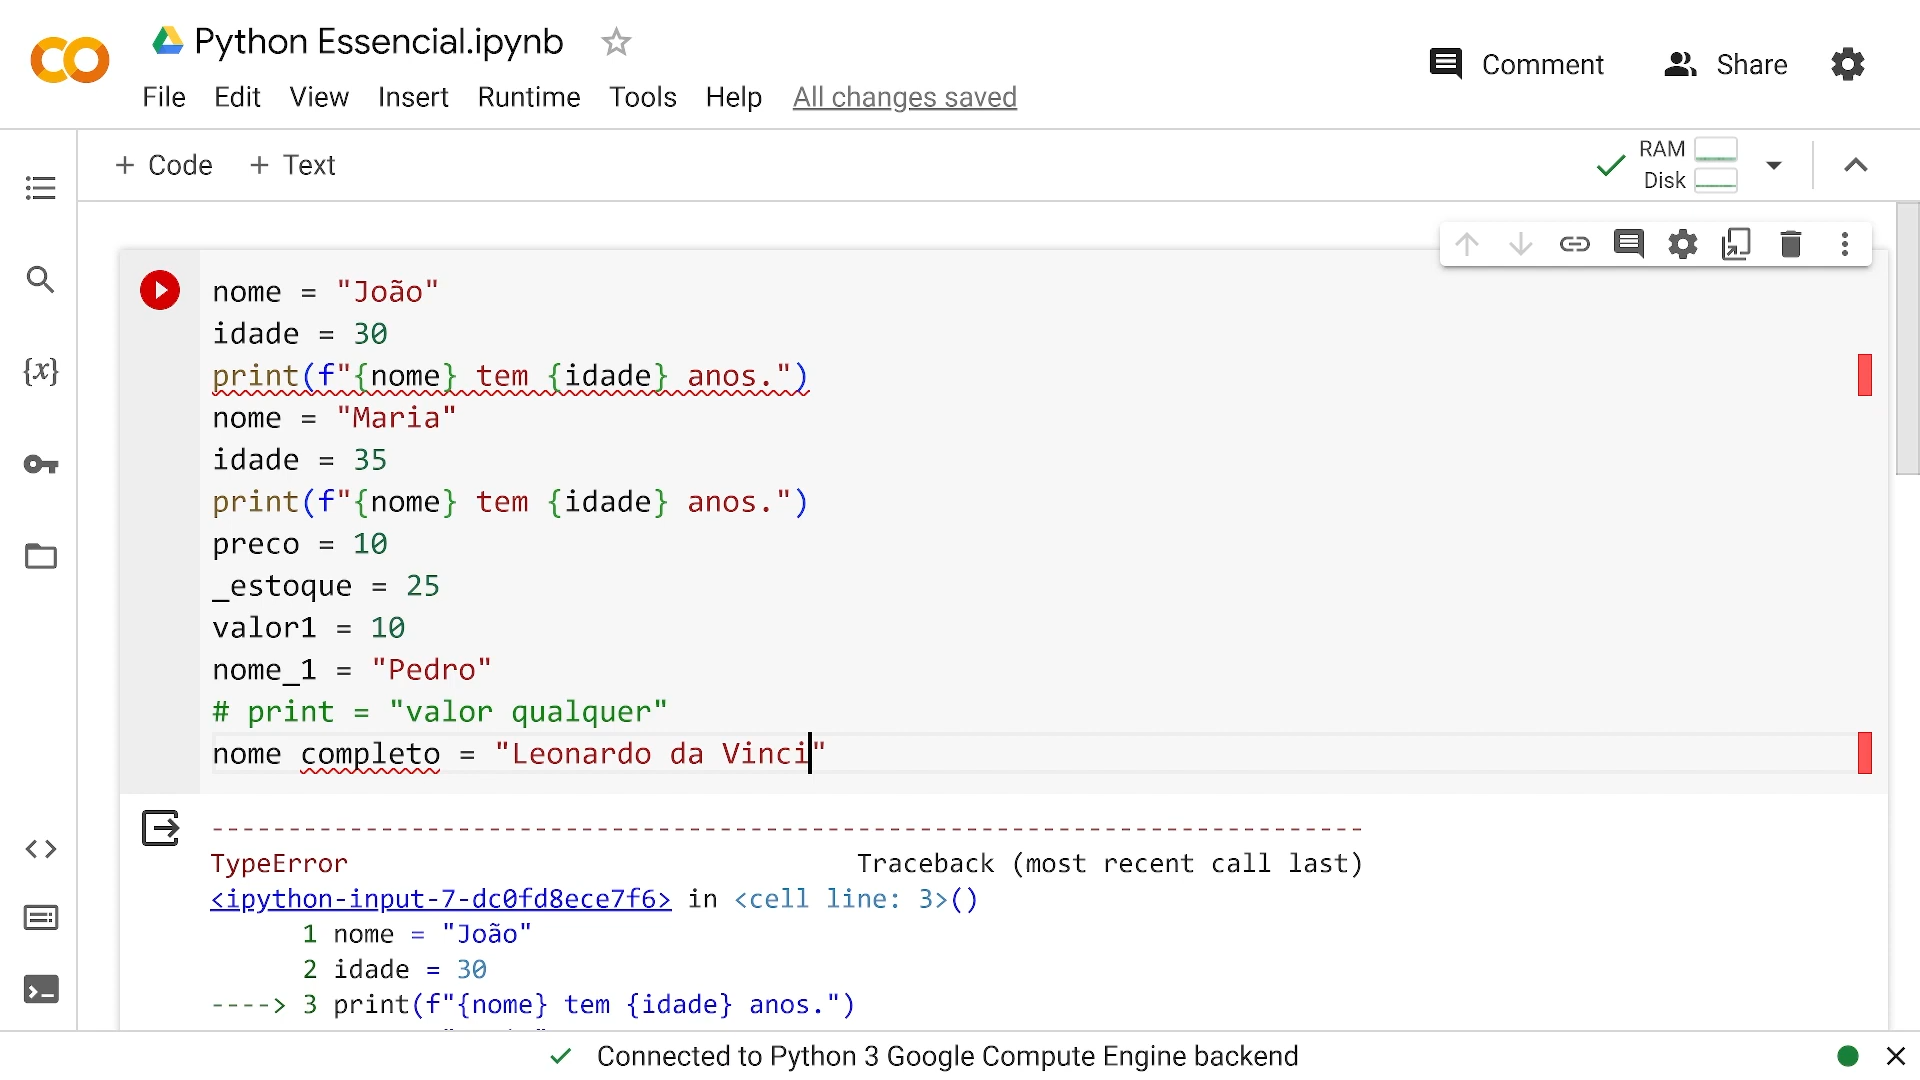 Python Essencial.ipynb
Comment
Share
File Edit View Insert Runtime Tools Help All changes saved
+ Code + Text
RAM
Disk
nome = "João"
idade = 30
print(f"{nome} tem {idade} anos.")
nome = "Maria"
idade = 35
print(f"{nome} tem {idade} anos.")
preco = 10
_estoque = 25
valor1 = 10
nome_1 = "Pedro"
# print = "valor qualquer"
nome completo = "Leonardo da Vinci"
---------------------------------------------------------------------------
TypeError Traceback (most recent call last)
<ipython-input-7-dc0fd8ece7f6> in <cell line: 3>()
1 nome = "João"
2 idade = 30
----> 3 print(f"{nome} tem {idade} anos.")
Connected to Python 3 Google Compute Engine backend